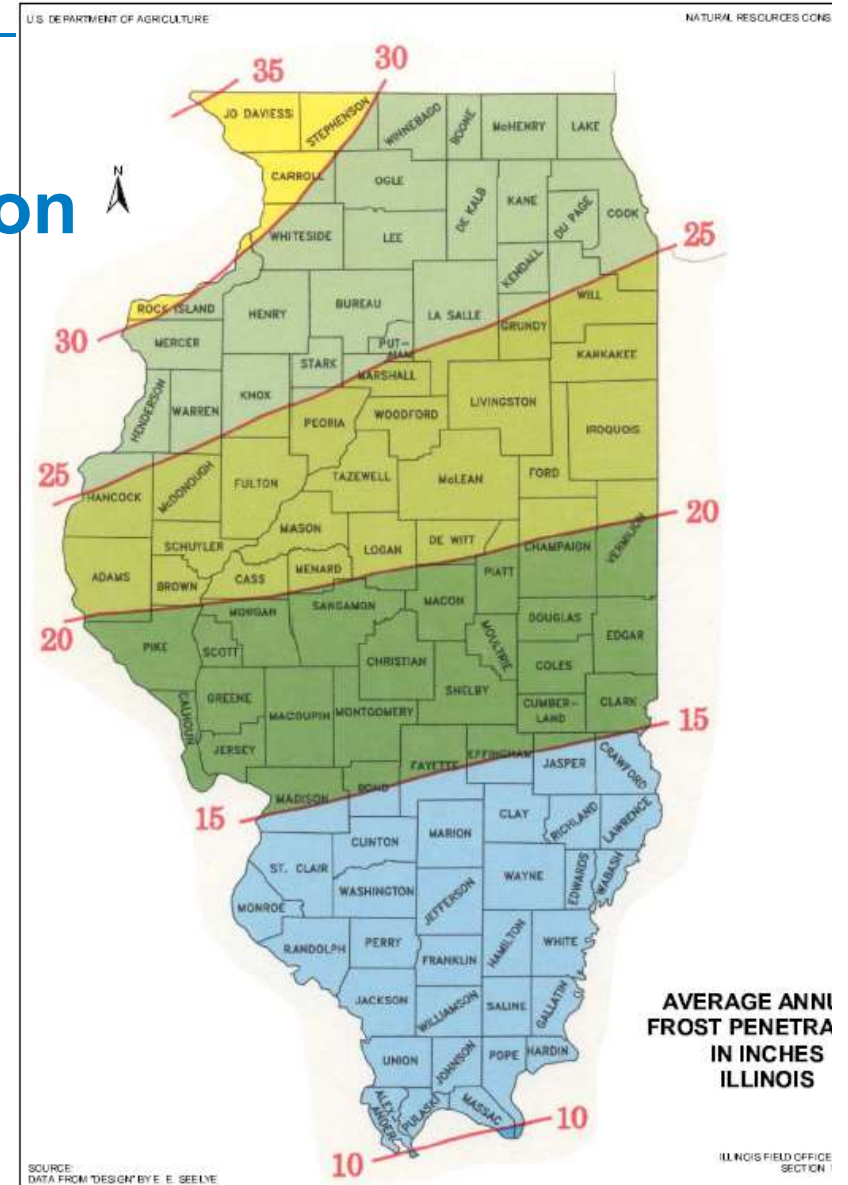 U.S. DEPARTMENT OF AGRICULTURE
NATURAL RESOURCES CONS
on
N
35
30
JO DAVIESS
STEPHENSON
WINNEBAGO
BOONE
McHENRY
LAKE
CARROLL
OGLE
DE KALB
KANE
DU PAGE
COOK
WHITESIDE
LEE
25
KENDALL
ROCK ISLAND
HENRY
BUREAU
LA SALLE
WILL
GRUNDY
30
MERCER
PUT-
NAM
STARK
MARSHALL
KANKAKEE
HENDERSON
WARREN
KNOX
PEORIA
WOODFORD
LIVINGSTON
IROQUOIS
25
HANCOCK
McDONOUGH
FULTON
TAZEWELL
McLEAN
FORD
MASON
20
SCHUYLER
LOGAN
DE WITT
CHAMPAIGN
VERMILION
ADAMS
BROWN
CASS
MENARD
PIATT
20
MORGAN
SANGAMON
MACON
PIKE
SCOTT
CHRISTIAN
MOULTRIE
DOUGLAS
EDGAR
COLES
GREENE
SHELBY
CALHOUN
MACOUPIN
MONTGOMERY
CUMBER-
LAND
CLARK
JERSEY
FAYETTE
EFFINGHAM
15
JASPER
CRAWFORD
MADISON
BOND
15
CLAY
RICHLAND
LAWRENCE
CLINTON
MARION
ST. CLAIR
WAYNE
EDWARDS
WABASH
WASHINGTON
JEFFERSON
MONROE
RANDOLPH
PERRY
FRANKLIN
HAMILTON
WHITE
JACKSON
WILLIAMSON
SALINE
GALLATIN
AVERAGE ANNU
FROST PENETRA
IN INCHES
ILLINOIS
UNION
JOHNSON
POPE
HARDIN
ALEX-
ANDER
PULASKI
MASSAC
10
10
SOURCE:
DATA FROM "DESIGN" BY E. E. SEELYE
ILLINOIS FIELD OFFICE
SECTION